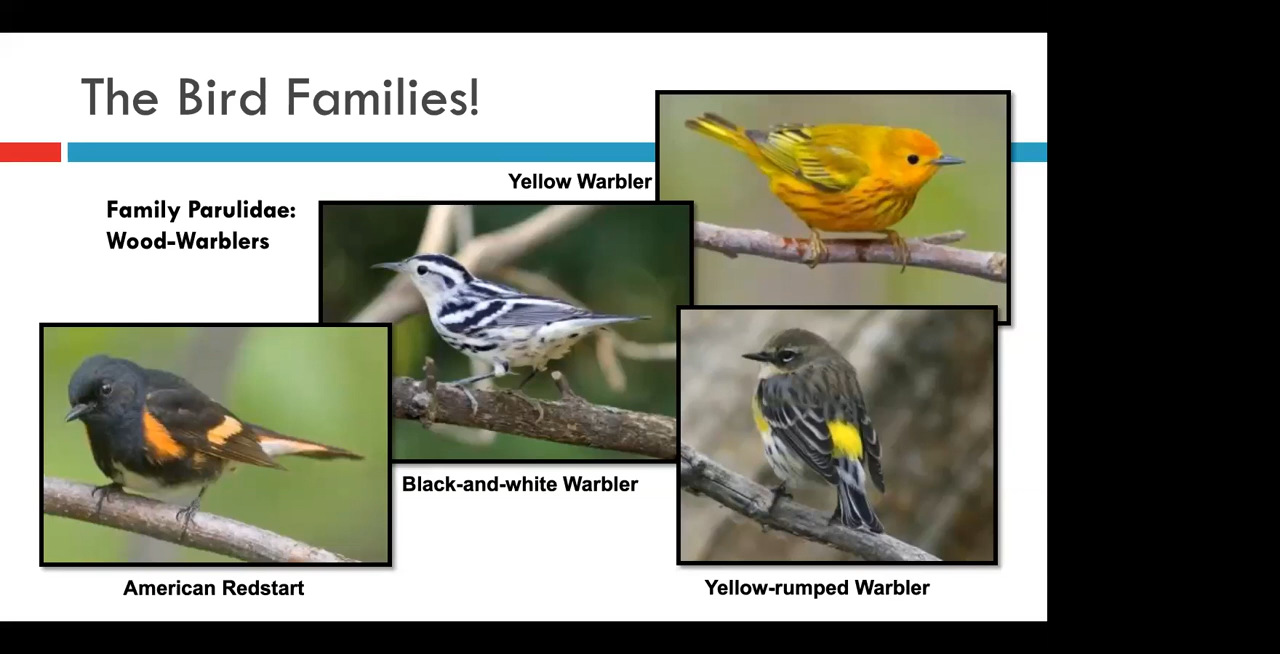 The Bird Families!
Yellow Warbler
Family Parulidae:
Wood-Warblers
Black-and-white Warbler
American Redstart
Yellow-rumped Warbler